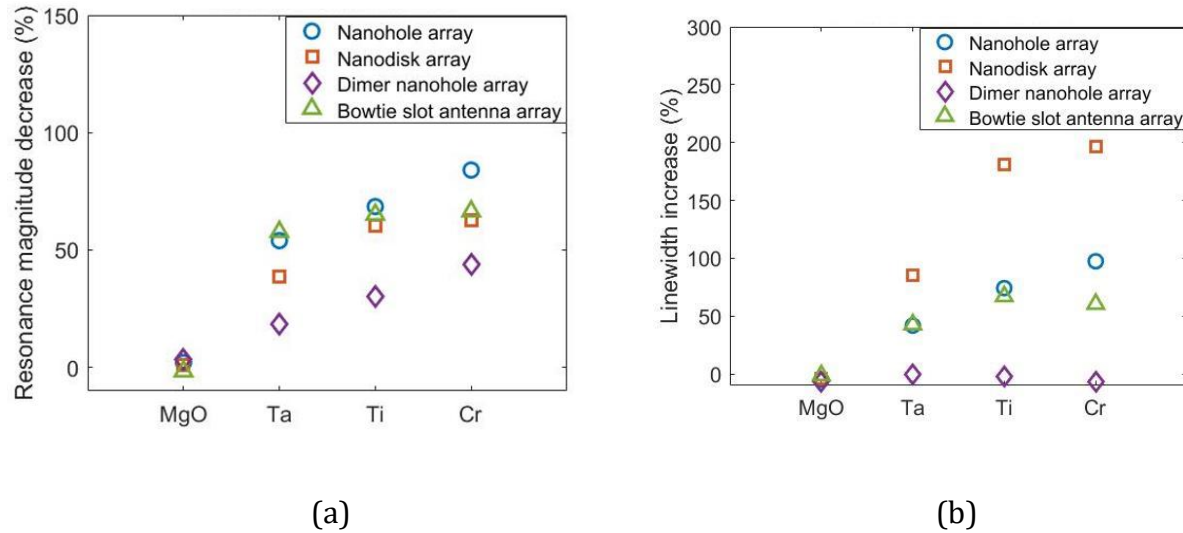 Resonance magnitude decrease (%)
150
100
50
0
Nanohole array
Nanodisk array
Dimer nanohole array
Bowtie slot antenna array
MgO Ta Ti Cr
(a)
Linewidth increase (%)
300
250
200
150
100
50
0
Nanohole array
Nanodisk array
Dimer nanohole array
Bowtie slot antenna array
MgO Ta Ti Cr
(b)